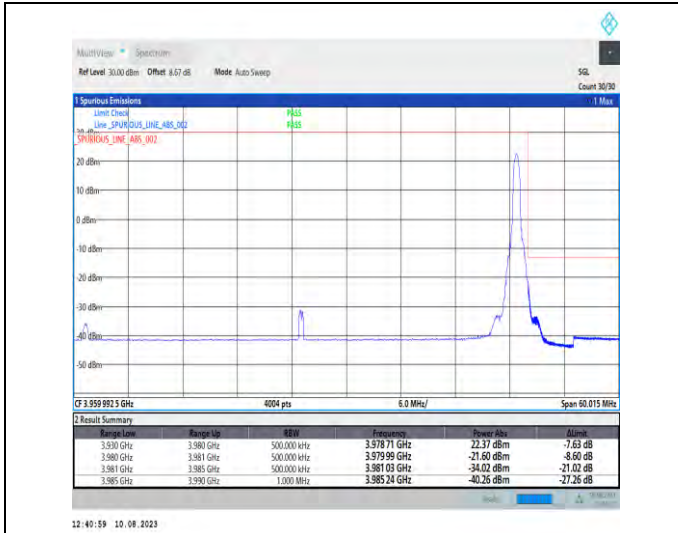 MultiView Spectrum
Ref Level 30.00 dBm Offset 8.67 dB Mode Auto Sweep SGL
Count 30/30
1 Spurious Emissions 1 Max
Limit Check PASS
Line _SPURIOUS_LINE_ABS_002 PASS
30 dBm
_SPURIOUS_LINE_ABS_002
20 dBm
10 dBm
0 dBm
-10 dBm
-20 dBm
-30 dBm
-40 dBm
-50 dBm
CF 3.959 992 5 GHz 4004 pts 6.0 MHz/ Span 60.015 MHz
2 Result Summary
Range Low Range Up RBW Frequency Power Abs ΔLimit
3.930 GHz 3.980 GHz 500.000 kHz 3.978 71 GHz 22.37 dBm -7.63 dB
3.980 GHz 3.981 GHz 500.000 kHz 3.979 99 GHz -21.60 dBm -8.60 dB
3.981 GHz 3.985 GHz 500.000 kHz 3.981 03 GHz -34.02 dBm -21.02 dB
3.985 GHz 3.990 GHz 1.000 MHz 3.985 24 GHz -40.26 dBm -27.26 dB
12:40:59 10.08.2023